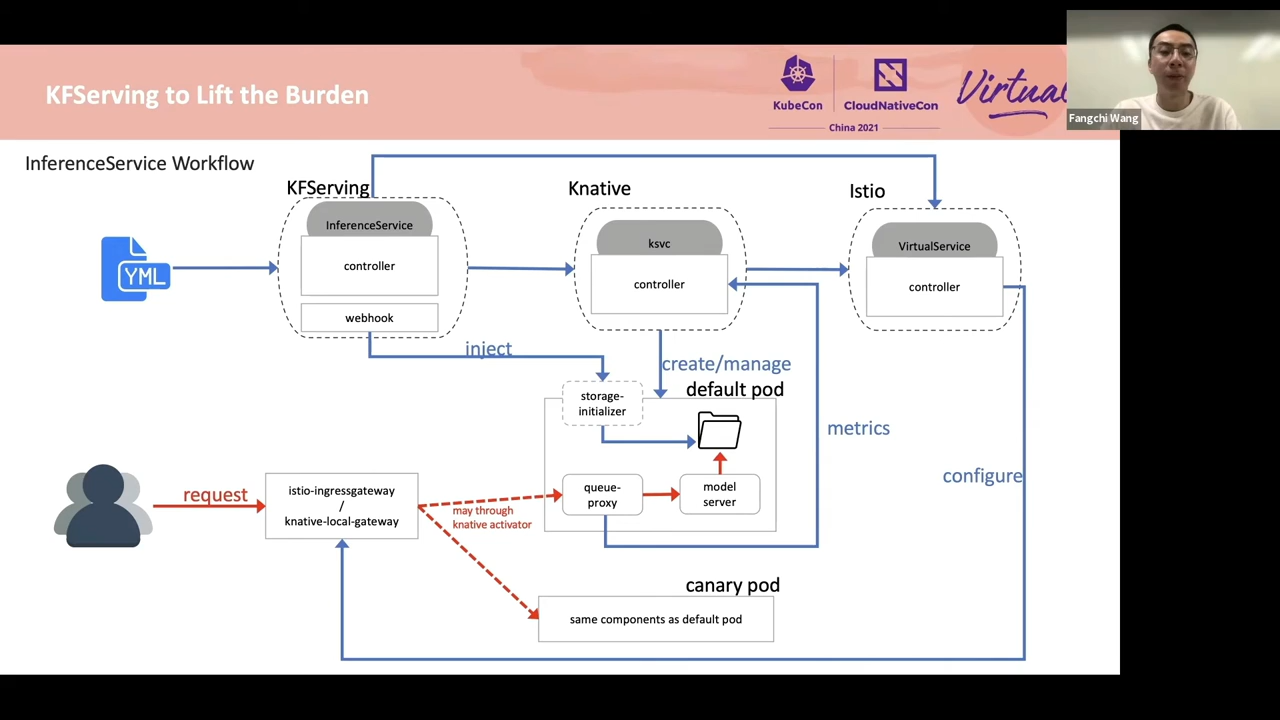 KFServing to Lift the Burden
KubeCon
CloudNativeCon
China 2021
Virtual
Fangchi Wang
InferenceService Workflow
KFServing
Knative
Istio
InferenceService
controller
webhook
ksvc
controller
VirtualService
controller
YML
inject
create/manage
default pod
storage-
initializer
metrics
configure
queue-
proxy
model
server
request
istio-ingressgateway
/
knative-local-gateway
may through
knative activator
canary pod
same components as default pod